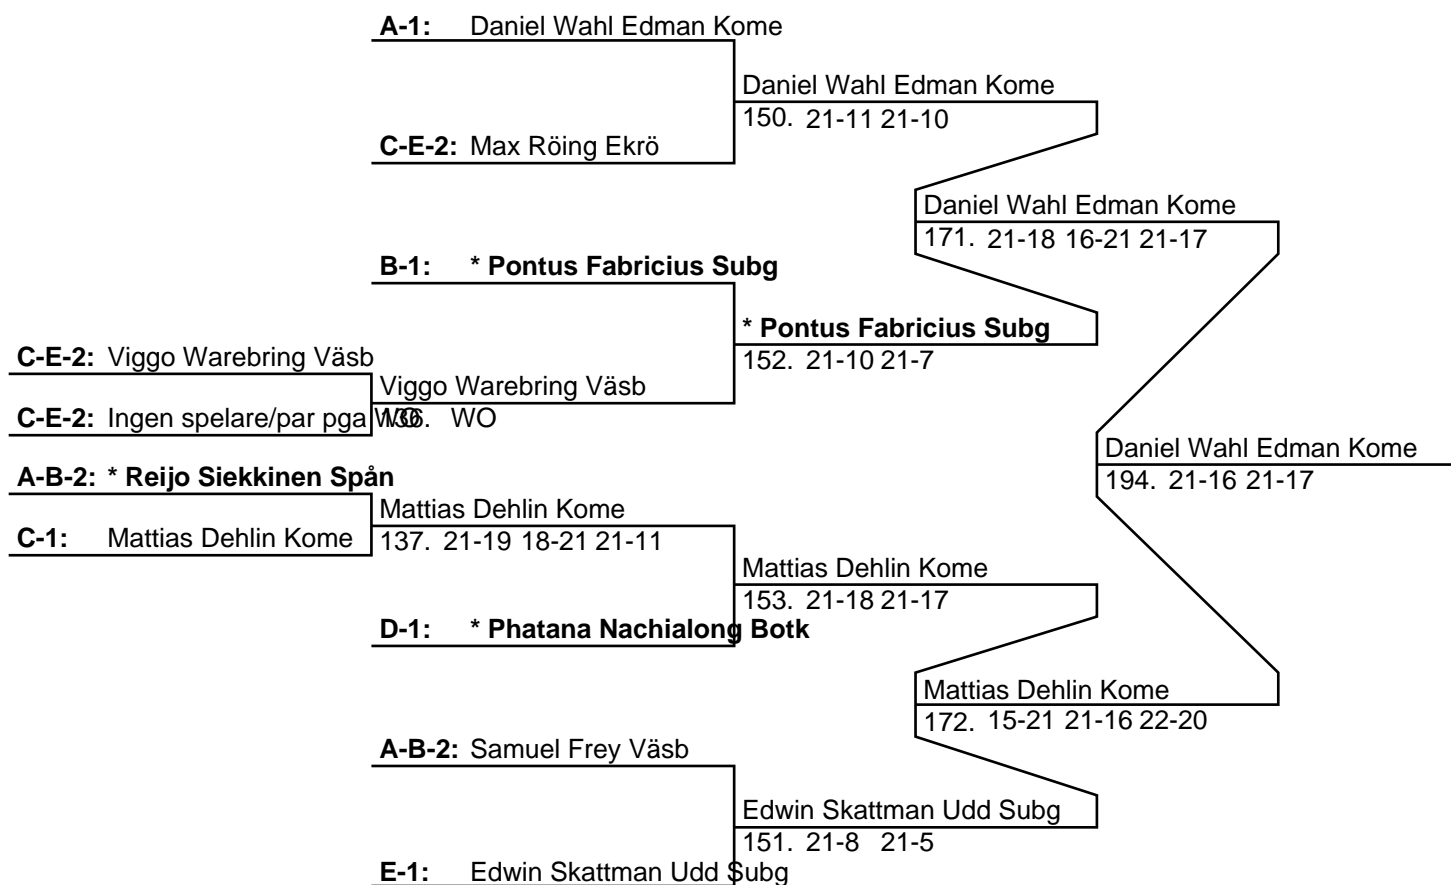 A-1: Daniel Wahl Edman Kome
Daniel Wahl Edman Kome
150. 21-11 21-10
C-E-2: Max Röing Ekrö
Daniel Wahl Edman Kome
171. 21-18 16-21 21-17
B-1: * Pontus Fabricius Subg
* Pontus Fabricius Subg
152. 21-10 21-7
C-E-2: Viggo Warebring Väsb
Viggo Warebring Väsb
C-E-2: Ingen spelare/par pga WO
136. WO
Daniel Wahl Edman Kome
194. 21-16 21-17
A-B-2: * Reijo Siekkinen Spån
Mattias Dehlin Kome
C-1: Mattias Dehlin Kome
137. 21-19 18-21 21-11
Mattias Dehlin Kome
153. 21-18 21-17
D-1: * Phatana Nachialong Botk
Mattias Dehlin Kome
172. 15-21 21-16 22-20
A-B-2: Samuel Frey Väsb
Edwin Skattman Udd Subg
151. 21-8 21-5
E-1: Edwin Skattman Udd Subg